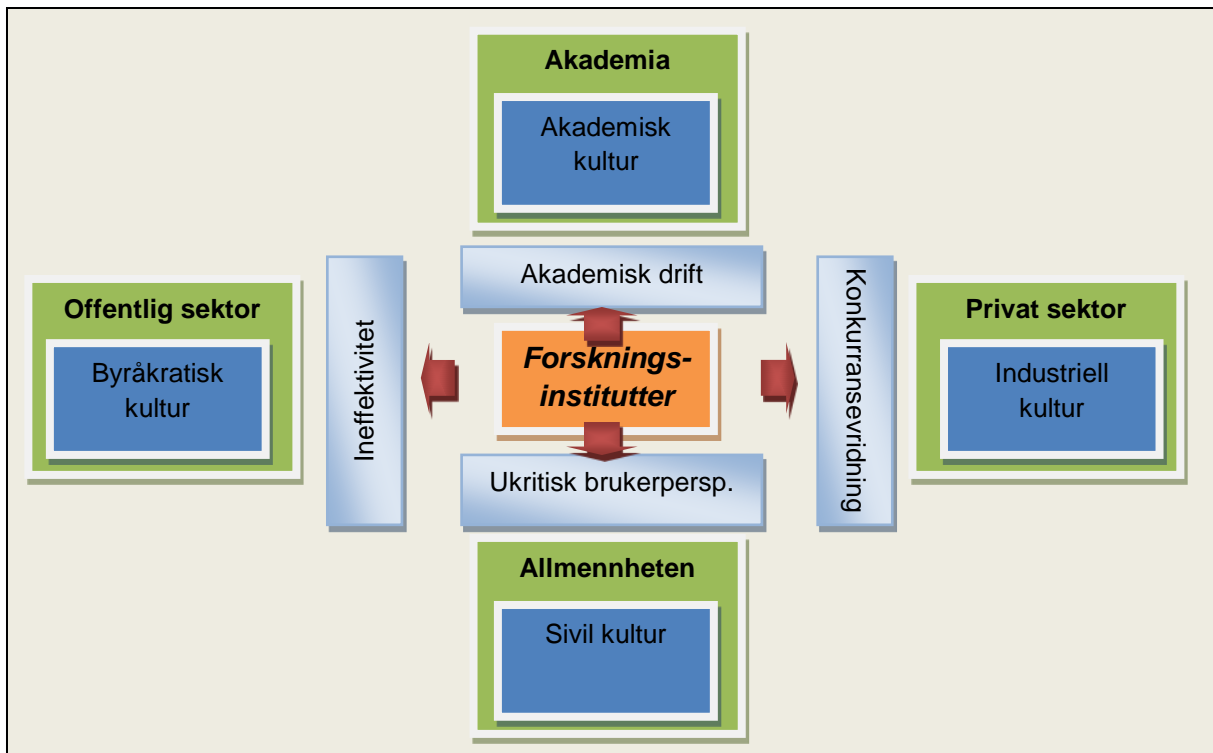 Akademia
Akademisk
kultur
Akademisk drift
Offentlig sektor
Byråkratisk
kultur
Ineffektivitet
Forsknings-
institutter
Konkurransevridning
Privat sektor
Industriell
kultur
Ukritisk brukerpersp.
Allmennheten
Sivil kultur